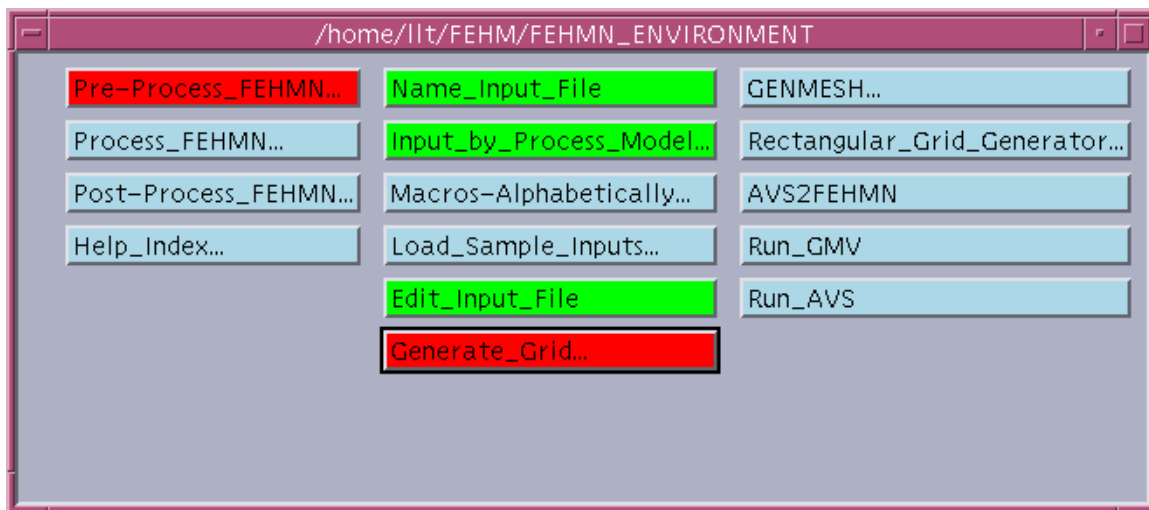 /home/llt/FEHM/FEHMN_ENVIRONMENT
Pre-Process_FEHMN...
Name_Input_File
GENMESH...
Process_FEHMN...
Input_by_Process_Model...
Rectangular_Grid_Generator...
Post-Process_FEHMN...
Macros-Alphabetically...
AVS2FEHMN
Help_Index...
Load_Sample_Inputs...
Run_GMV
Edit_Input_File
Run_AVS
Generate_Grid...